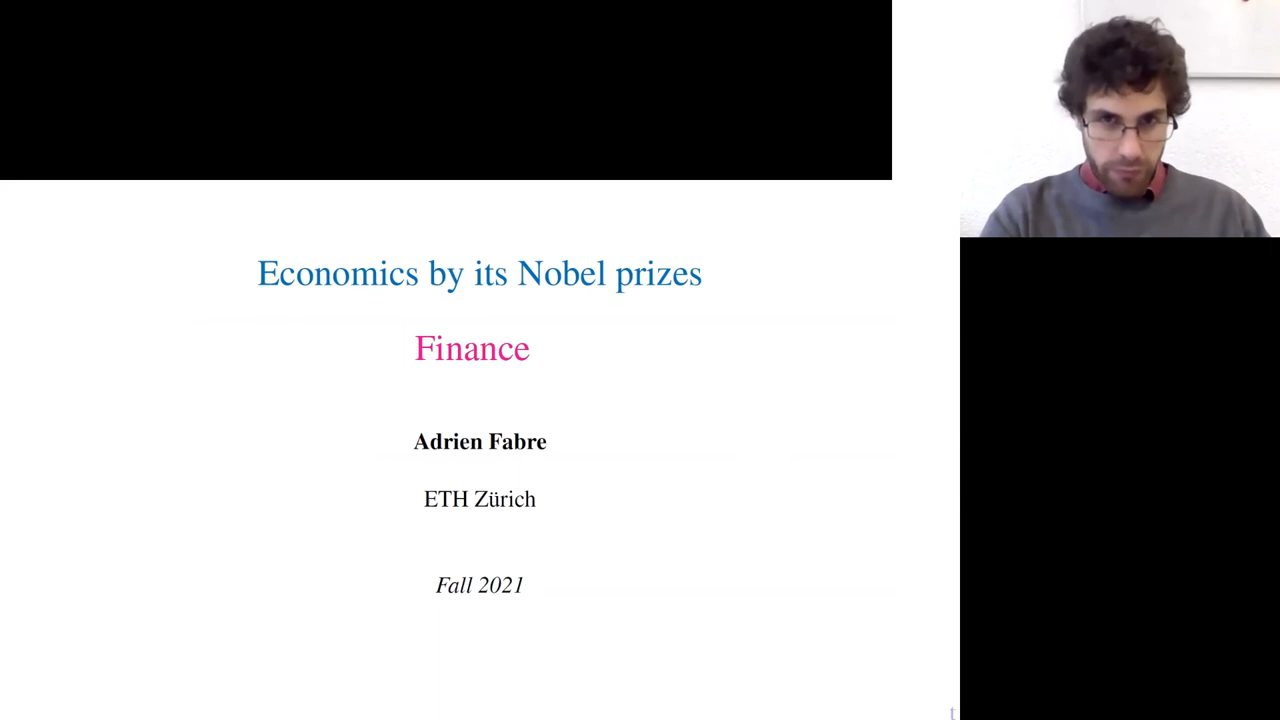 Economics by its Nobel prizes
Finance
Adrien Fabre
ETH Zürich
Fall 2021
t